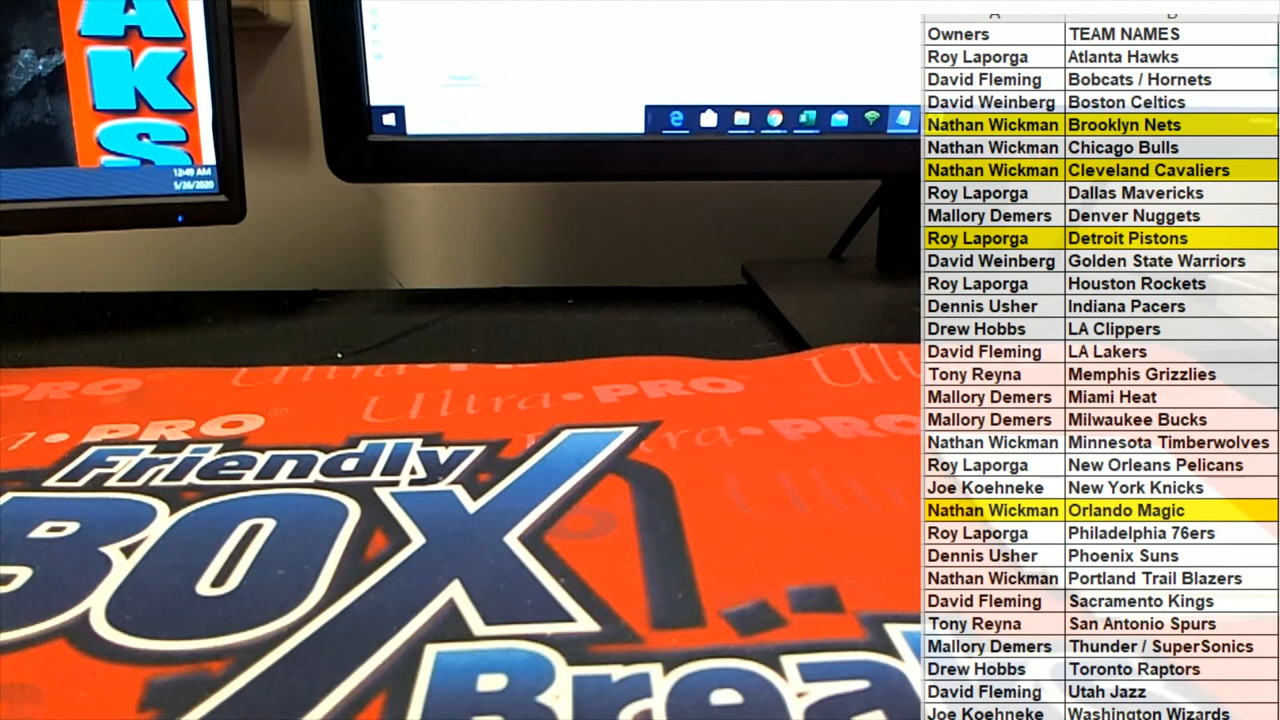 AKS
12:49 AM
5/26/2020
Ultra•PRO
Friendly
BOX
Brea
A B
Owners TEAM NAMES
Roy Laporga Atlanta Hawks
David Fleming Bobcats / Hornets
David Weinberg Boston Celtics
Nathan Wickman Brooklyn Nets
Nathan Wickman Chicago Bulls
Nathan Wickman Cleveland Cavaliers
Roy Laporga Dallas Mavericks
Mallory Demers Denver Nuggets
Roy Laporga Detroit Pistons
David Weinberg Golden State Warriors
Roy Laporga Houston Rockets
Dennis Usher Indiana Pacers
Drew Hobbs LA Clippers
David Fleming LA Lakers
Tony Reyna Memphis Grizzlies
Mallory Demers Miami Heat
Mallory Demers Milwaukee Bucks
Nathan Wickman Minnesota Timberwolves
Roy Laporga New Orleans Pelicans
Joe Koehneke New York Knicks
Nathan Wickman Orlando Magic
Roy Laporga Philadelphia 76ers
Dennis Usher Phoenix Suns
Nathan Wickman Portland Trail Blazers
David Fleming Sacramento Kings
Tony Reyna San Antonio Spurs
Mallory Demers Thunder / SuperSonics
Drew Hobbs Toronto Raptors
David Fleming Utah Jazz
Joe Koehneke Washington Wizards